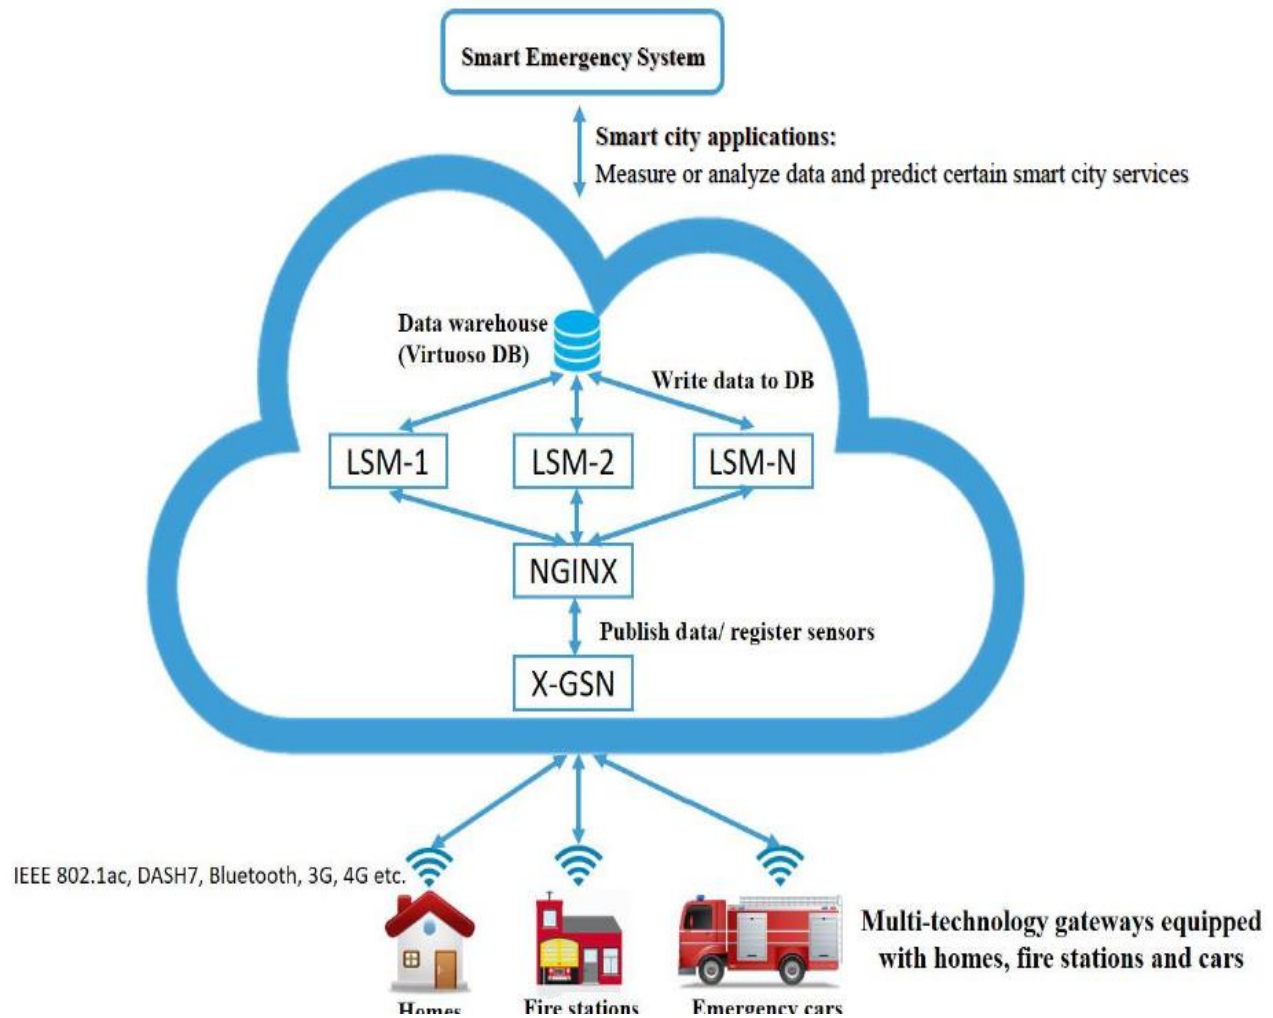 Smart Emergency System
Smart city applications:
Measure or analyze data and predict certain smart city services
Data warehouse
(Virtuoso DB)
Write data to DB
LSM-1
LSM-2
LSM-N
NGINX
Publish data/ register sensors
X-GSN
IEEE 802.1ac, DASH7, Bluetooth, 3G, 4G etc.
Multi-technology gateways equipped
with homes, fire stations and cars
Homes
Fire stations
Emergency cars